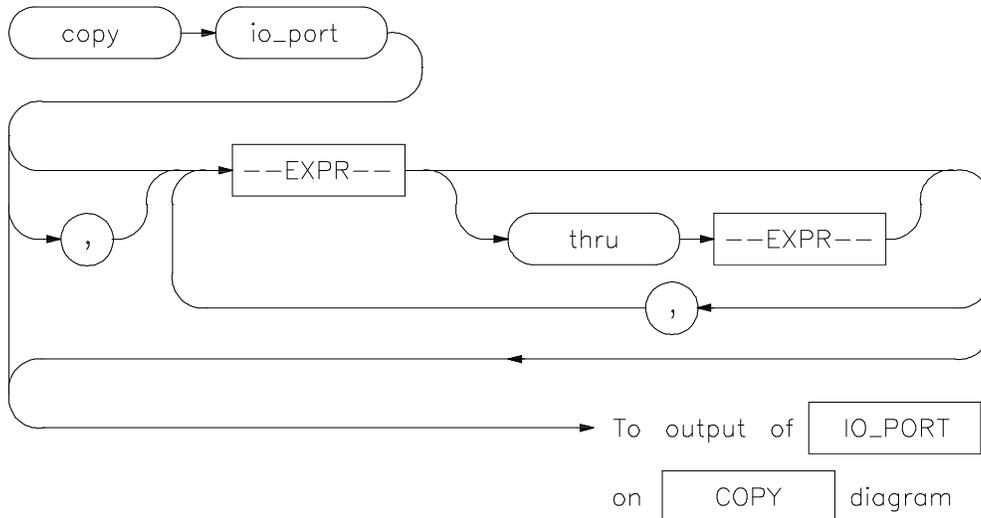 copy io_port
--EXPR-- --EXPR--
, thru
,
To output of IO_PORT
on COPY diagram